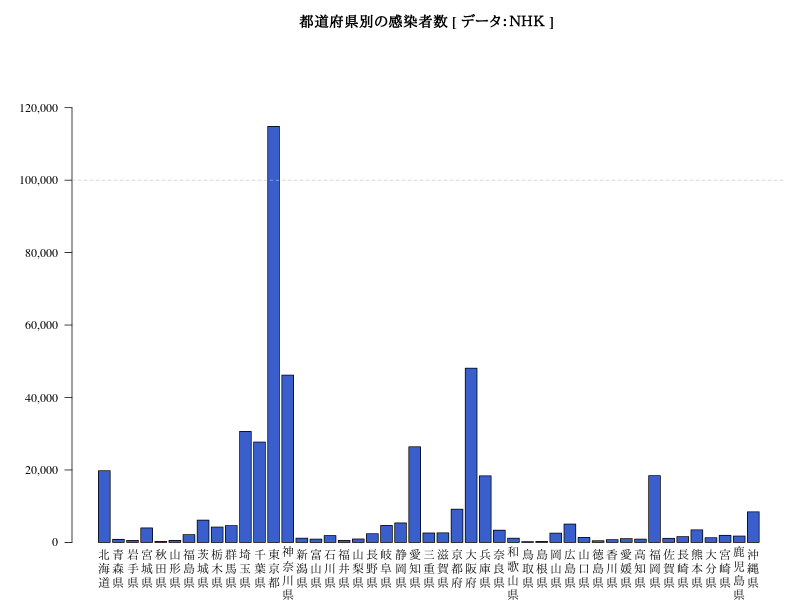 都道府県別の感染者数 [ データ：NHK ]
120,000
100,000
80,000
60,000
40,000
20,000
0
北海道
青森県
岩手県
宮城県
秋田県
山形県
福島県
茨城県
栃木県
群馬県
埼玉県
千葉県
東京都
神奈川県
新潟県
富山県
石川県
福井県
山梨県
長野県
岐阜県
静岡県
愛知県
三重県
滋賀県
京都府
大阪府
兵庫県
奈良県
和歌山県
鳥取県
島根県
岡山県
広島県
山口県
徳島県
香川県
愛媛県
高知県
福岡県
佐賀県
長崎県
熊本県
大分県
宮崎県
鹿児島県
沖縄県